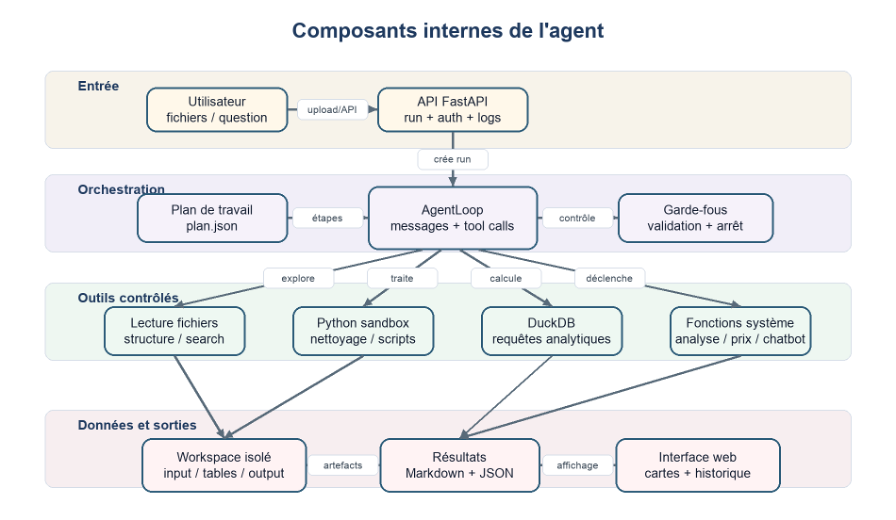 Composants internes de l'agent
Entrée
Utilisateur
fichiers / question
upload/API
API FastAPI
run + auth + logs
crée run
Orchestration
Plan de travail
plan.json
étapes
AgentLoop
messages + tool calls
contrôle
Garde-fous
validation + arrêt
explore
traite
calcule
déclenche
Outils contrôlés
Lecture fichiers
structure / search
Python sandbox
nettoyage / scripts
DuckDB
requêtes analytiques
Fonctions système
analyse / prix / chatbot
Données et sorties
Workspace isolé
input / tables / output
artefacts
Résultats
Markdown + JSON
affichage
Interface web
cartes + historique